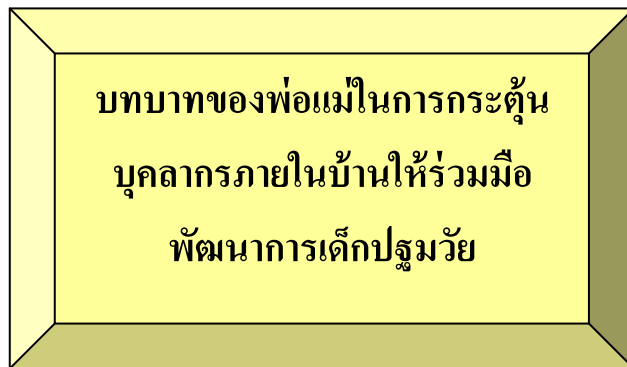 บทบาทของพ่อแม่ในการกระตุ้น
บุคลากรภายในบ้านให้ร่วมมือ
พัฒนาการเด็กปฐมวัย